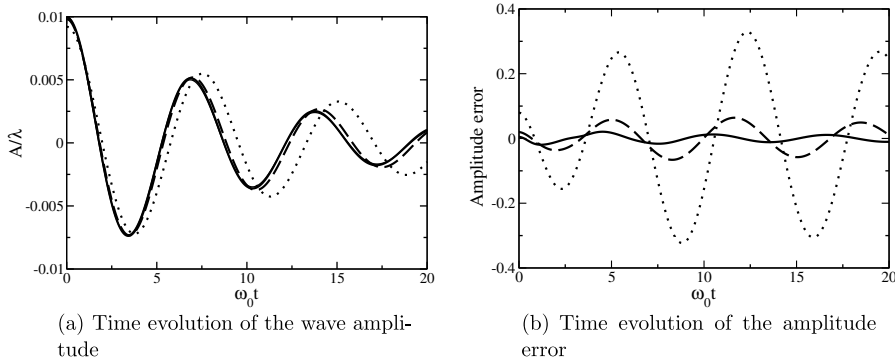 0.01
0.005
0
-0.005
-0.01
A/λ
0 5 10 15 20
ω₀t
(a) Time evolution of the wave ampli-
tude
0.4
0.2
0
-0.2
-0.4
Amplitude error
0 5 10 15 20
ω₀t
(b) Time evolution of the amplitude
error